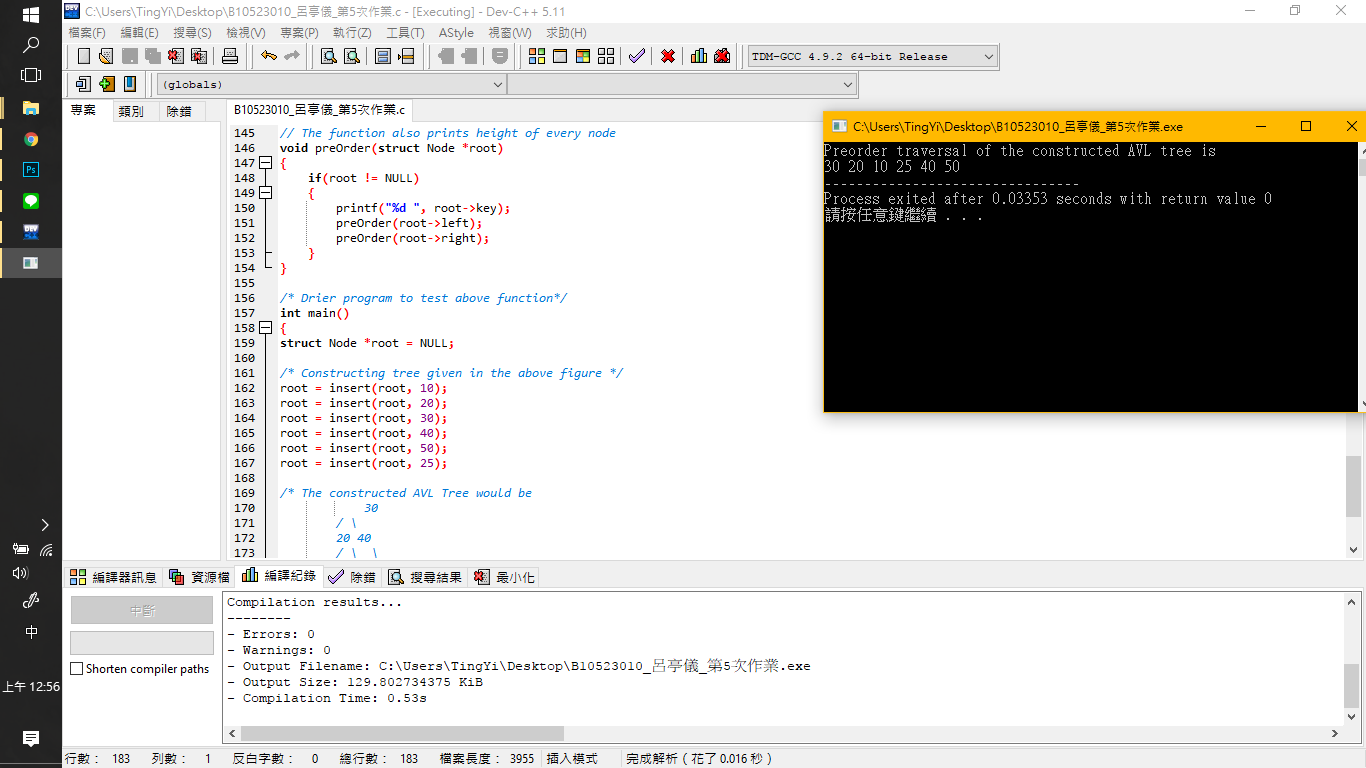 C:\Users\TingYi\Desktop\B10523010_呂亭儀_第5次作業.c - [Executing] - Dev-C++ 5.11
檔案(F) 編輯(E) 搜尋(S) 檢視(V) 專案(P) 執行(Z) 工具(T) AStyle 視窗(W) 求助(H)
TDM-GCC 4.9.2 64-bit Release
(globals)
專案 類別 除錯
B10523010_呂亭儀_第5次作業.c
145 // The function also prints height of every node
146 void preOrder(struct Node *root)
147 {
148 if(root != NULL)
149 {
150 printf("%d ", root->key);
151 preOrder(root->left);
152 preOrder(root->right);
153 }
154 }
155
156 /* Drier program to test above function*/
157 int main()
158 {
159 struct Node *root = NULL;
160
161 /* Constructing tree given in the above figure */
162 root = insert(root, 10);
163 root = insert(root, 20);
164 root = insert(root, 30);
165 root = insert(root, 40);
166 root = insert(root, 50);
167 root = insert(root, 25);
168
169 /* The constructed AVL Tree would be
170 30
171 / \
172 20 40
173 / \ \
C:\Users\TingYi\Desktop\B10523010_呂亭儀_第5次作業.exe
Preorder traversal of the constructed AVL tree is
30 20 10 25 40 50
--------------------------------
Process exited after 0.03353 seconds with return value 0
請按任意鍵繼續 . . .
編譯器訊息 資源檔 編譯紀錄 除錯 搜尋結果 最小化
中斷
Shorten compiler paths
Compilation results...
--------
- Errors: 0
- Warnings: 0
- Output Filename: C:\Users\TingYi\Desktop\B10523010_呂亭儀_第5次作業.exe
- Output Size: 129.802734375 KiB
- Compilation Time: 0.53s
行數： 183 列數： 1 反白字數： 0 總行數： 183 檔案長度： 3955 插入模式 完成解析 ( 花了 0.016 秒 )
DEV
Ps
DEV
中
上午 12:56